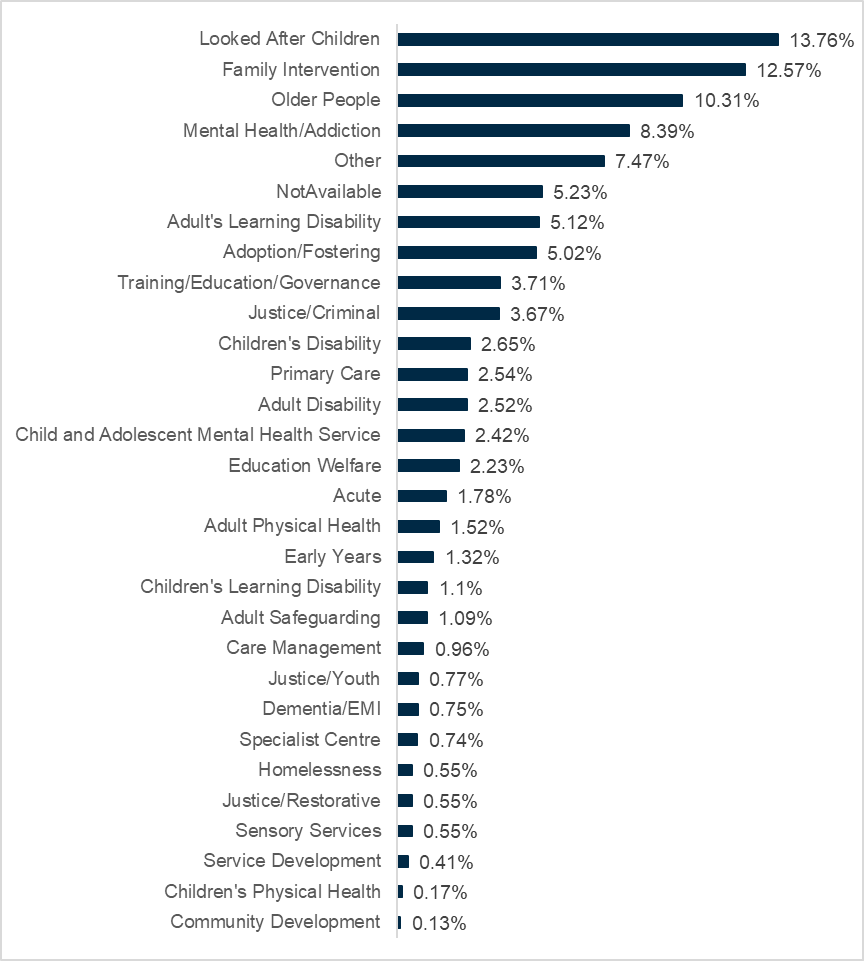 Looked After Children 13.76%
Family Intervention 12.57%
Older People 10.31%
Mental Health/Addiction 8.39%
Other 7.47%
NotAvailable 5.23%
Adult's Learning Disability 5.12%
Adoption/Fostering 5.02%
Training/Education/Governance 3.71%
Justice/Criminal 3.67%
Children's Disability 2.65%
Primary Care 2.54%
Adult Disability 2.52%
Child and Adolescent Mental Health Service 2.42%
Education Welfare 2.23%
Acute 1.78%
Adult Physical Health 1.52%
Early Years 1.32%
Children's Learning Disability 1.1%
Adult Safeguarding 1.09%
Care Management 0.96%
Justice/Youth 0.77%
Dementia/EMI 0.75%
Specialist Centre 0.74%
Homelessness 0.55%
Justice/Restorative 0.55%
Sensory Services 0.55%
Service Development 0.41%
Children's Physical Health 0.17%
Community Development 0.13%